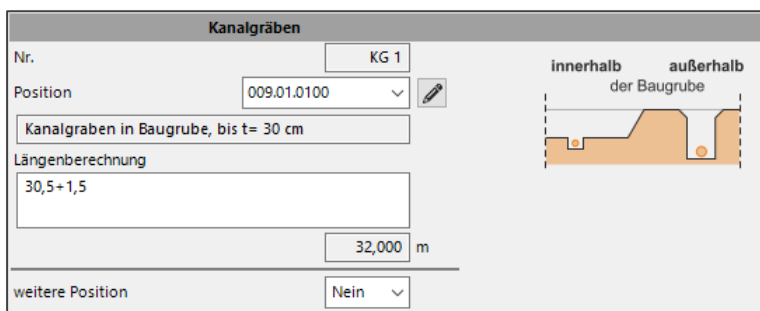 Kanalgräben
Nr.
KG 1
Position
009.01.0100
Kanalgraben in Baugrube, bis t= 30 cm
Längenberechnung
30,5+1,5
32,000 m
weitere Position
Nein
innerhalb außerhalb
der Baugrube